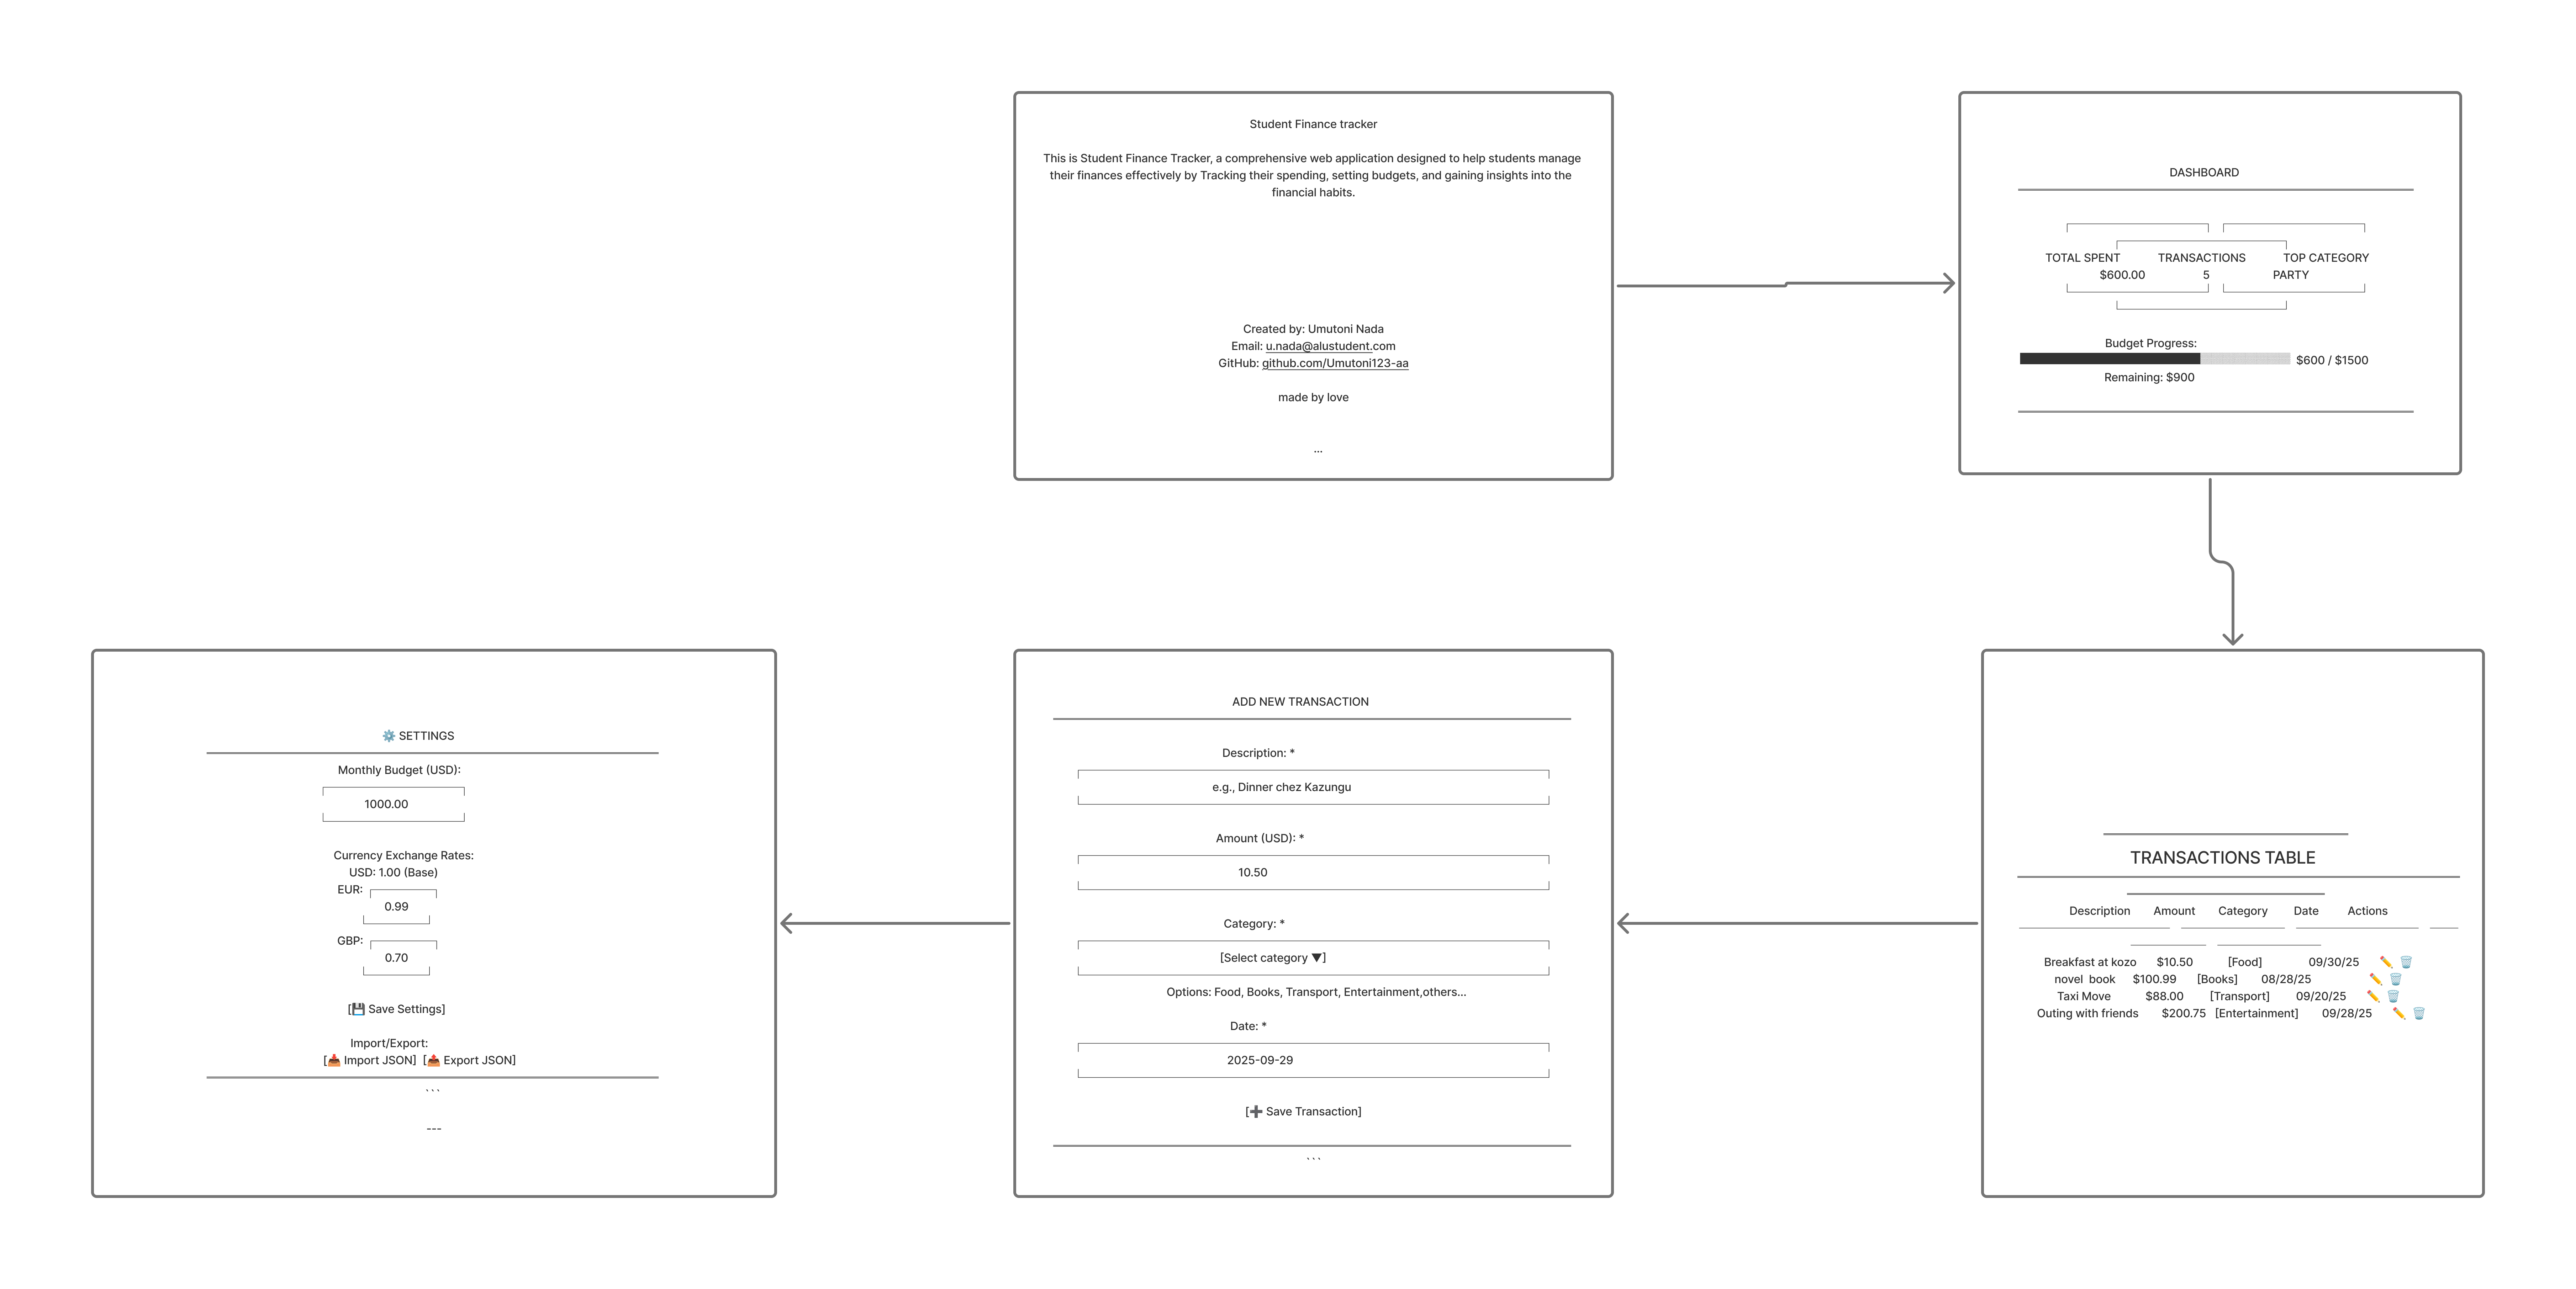 Student Finance tracker
This is Student Finance Tracker, a comprehensive web application designed to help students manage
their finances effectively by Tracking their spending, setting budgets, and gaining insights into the
financial habits.
Created by: Umutoni Nada
Email: u.nada@alustudent.com
GitHub: github.com/Umutoni123-aa
made by love
...
DASHBOARD
TOTAL SPENT TRANSACTIONS TOP CATEGORY
$600.00 5 PARTY
Budget Progress:
$600 / $1500
Remaining: $900
TRANSACTIONS TABLE
Description Amount Category Date Actions
Breakfast at kozo $10.50 [Food] 09/30/25 ✏️ 🗑️
novel book $100.99 [Books] 08/28/25 ✏️ 🗑️
Taxi Move $88.00 [Transport] 09/20/25 ✏️ 🗑️
Outing with friends $200.75 [Entertainment] 09/28/25 ✏️ 🗑️
ADD NEW TRANSACTION
Description: *
e.g., Dinner chez Kazungu
Amount (USD): *
10.50
Category: *
[Select category ▼]
Options: Food, Books, Transport, Entertainment,others...
Date: *
2025-09-29
[➕ Save Transaction]
```
⚙️ SETTINGS
Monthly Budget (USD):
1000.00
Currency Exchange Rates:
USD: 1.00 (Base)
EUR:
0.99
GBP:
0.70
[💾 Save Settings]
Import/Export:
[📥 Import JSON] [📤 Export JSON]
```
---